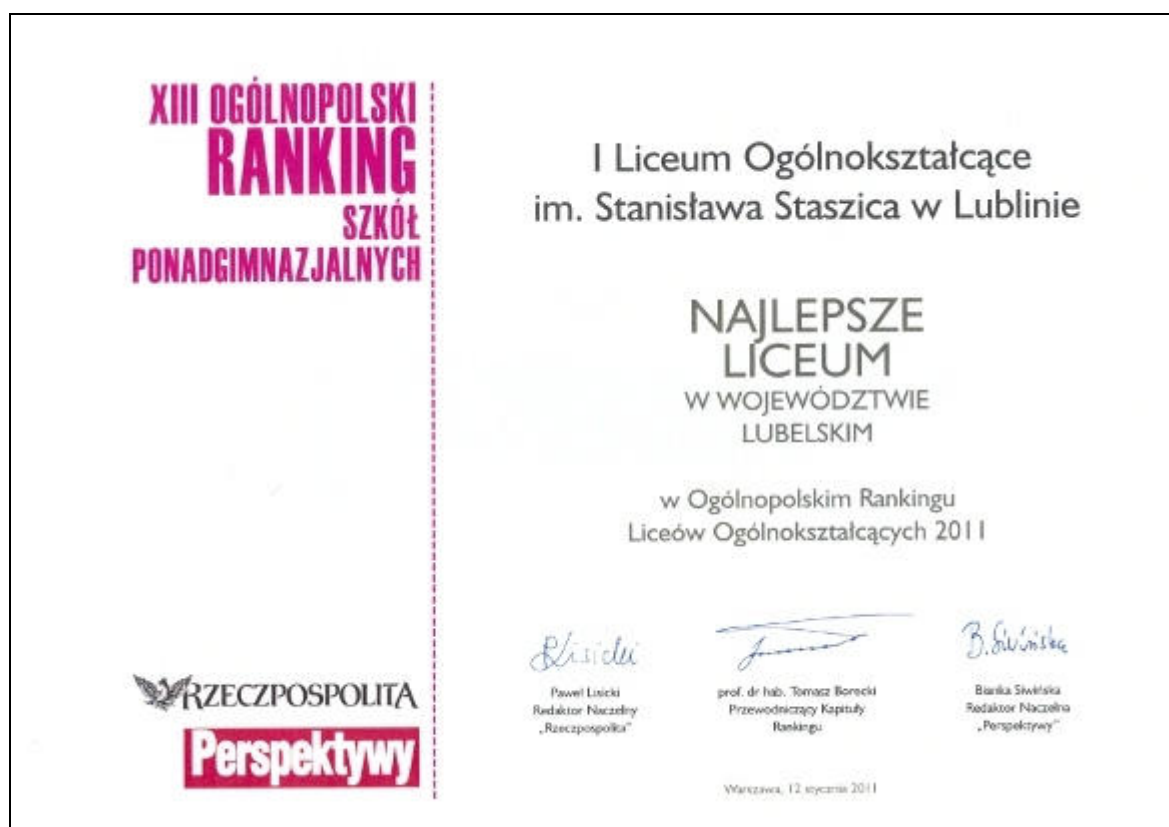 XIII OGÓLNOPOLSKI
RANKING
SZKÓŁ
PONADGIMNAZJALNYCH
I Liceum Ogólnokształcące
im. Stanisława Staszica w Lublinie
NAJLEPSZE
LICEUM
W WOJEWÓDZTWIE
LUBELSKIM
w Ogólnopolskim Rankingu
Liceów Ogólnokształcących 2011
RZECZPOSPOLITA
Perspektywy
PLisicki
B. Siwińska
Paweł Lisicki
Redaktor Naczelny
„Rzeczpospolita”
prof. dr hab. Tomasz Borecki
Przewodniczący Kapituły
Rankingu
Bianka Siwińska
Redaktor Naczelna
„Perspektywy”
Warszawa, 12 stycznia 2011